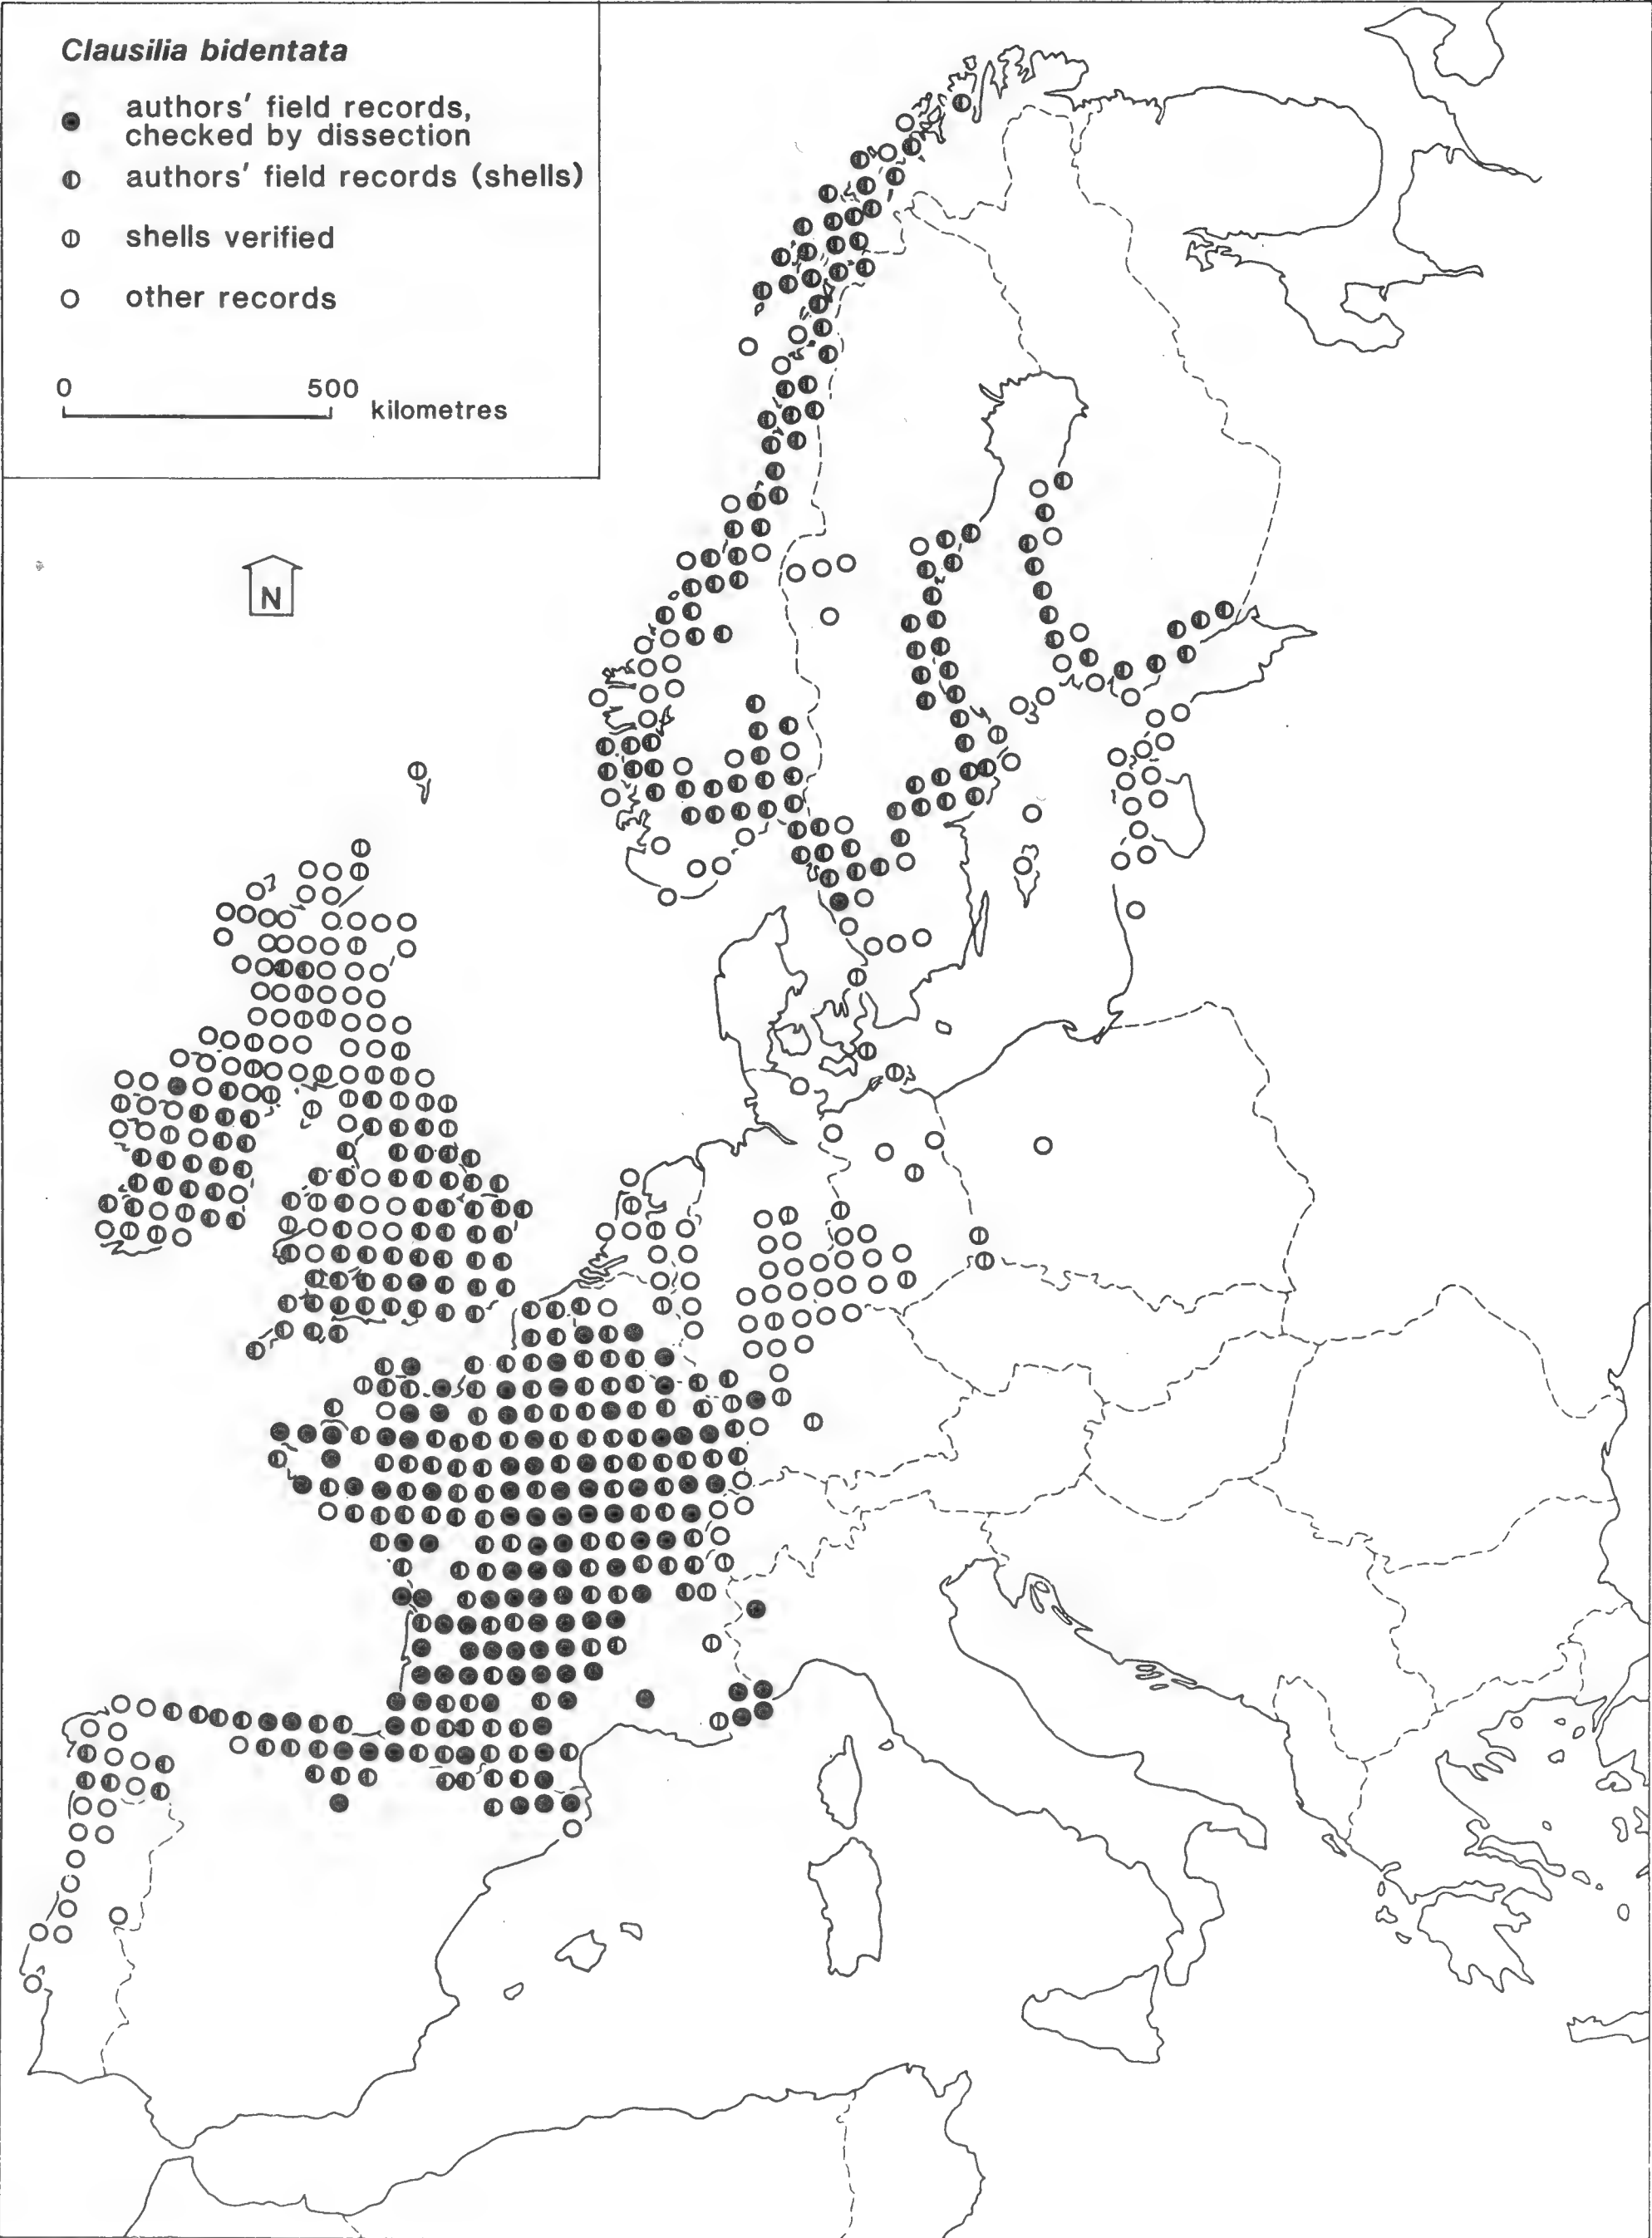 Clausilia bidentata
authors' field records,
checked by dissection
authors' field records (shells)
shells verified
other records
0 500 kilometres
N